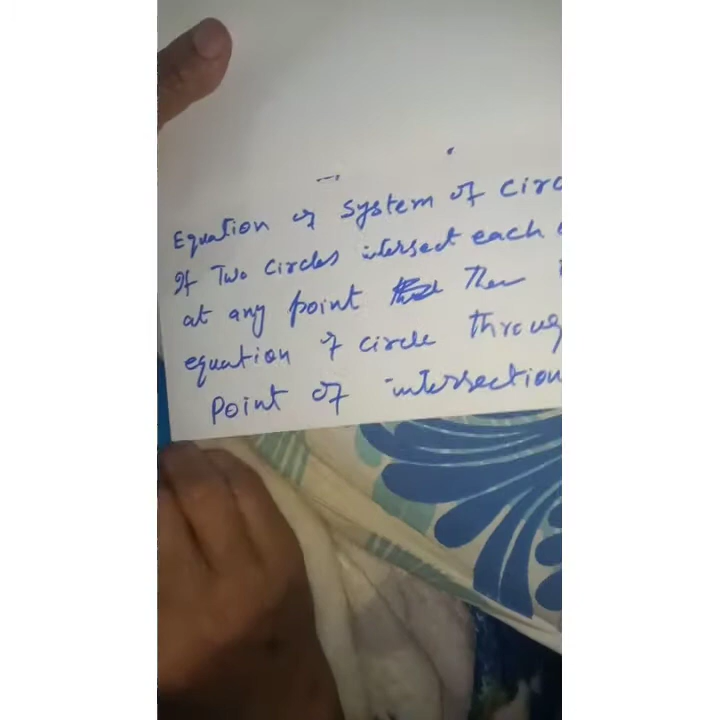 Equation of system of circ
If Two circles intersect each
at any point then
equation of circle throug
point of intersection